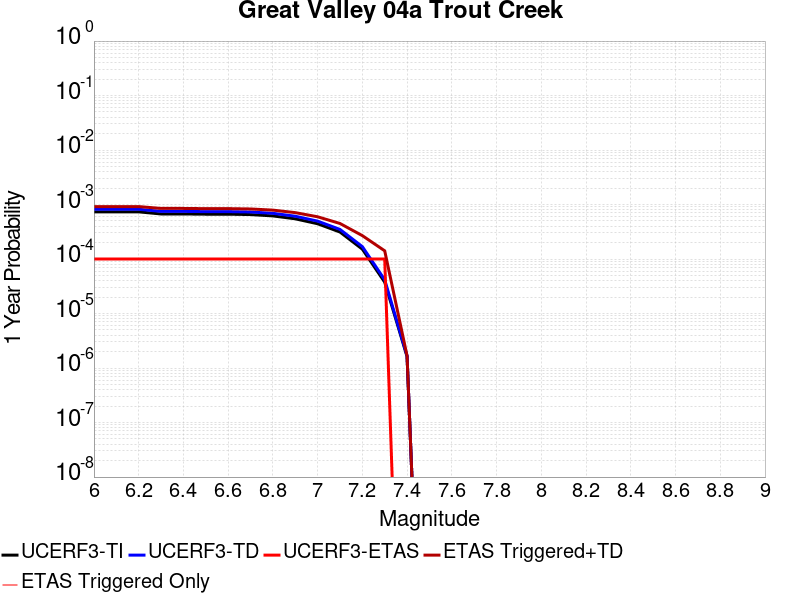 Great Valley 04a Trout Creek
10^0
10^-1
10^-2
10^-3
10^-4
10^-5
10^-6
10^-7
10^-8
1 Year Probability
6 6.2 6.4 6.6 6.8 7 7.2 7.4 7.6 7.8 8 8.2 8.4 8.6 8.8 9
Magnitude
UCERF3-TI UCERF3-TD UCERF3-ETAS ETAS Triggered+TD
ETAS Triggered Only